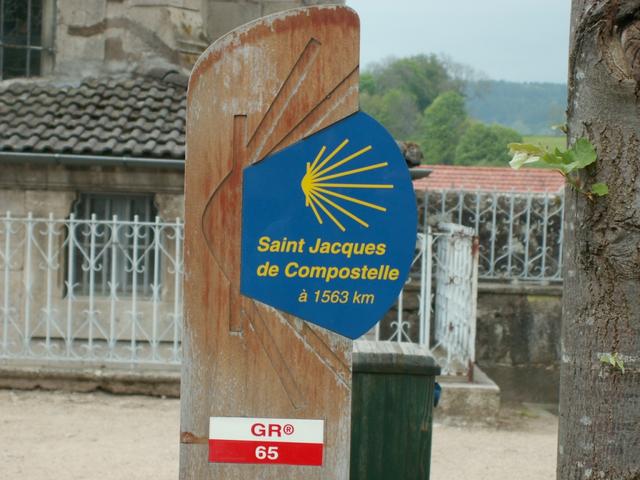 Saint Jacques
de Compostelle
à 1563 km
GR®
65